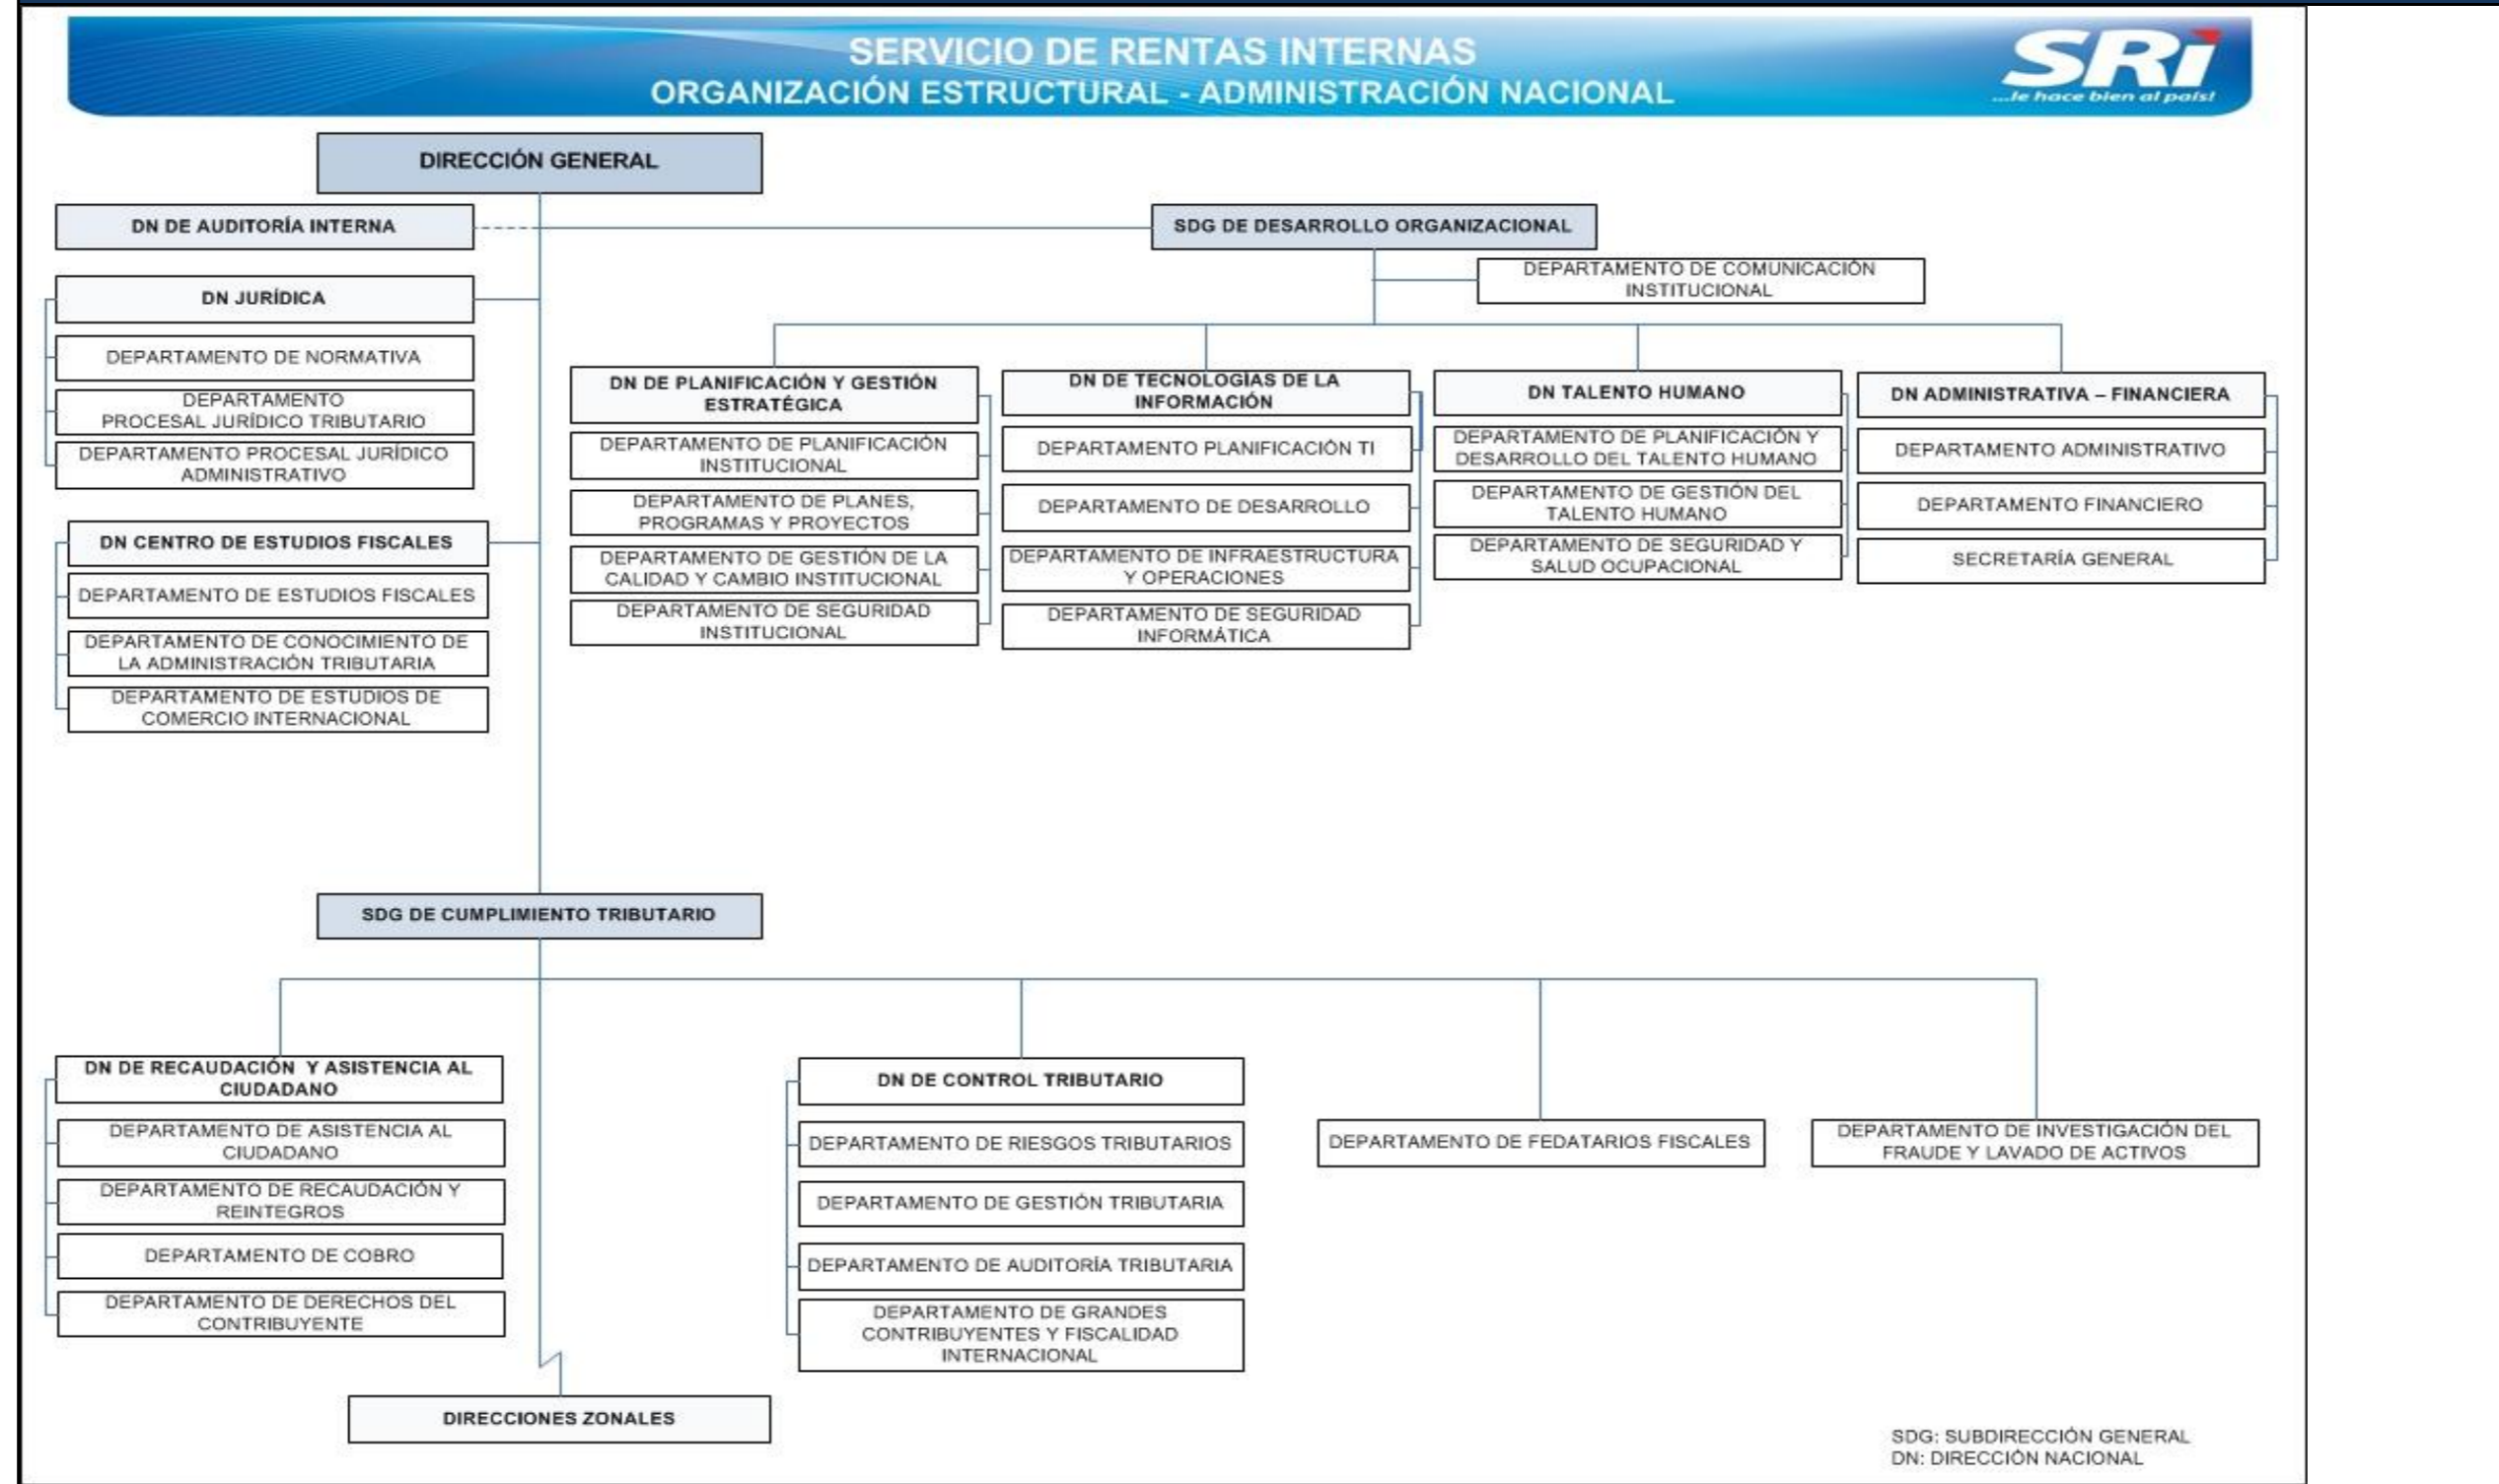 SERVICIO DE RENTAS INTERNAS
ORGANIZACIÓN ESTRUCTURAL - ADMINISTRACIÓN NACIONAL
SRi
...le hace bien al país!
DIRECCIÓN GENERAL
DN DE AUDITORÍA INTERNA
SDG DE DESARROLLO ORGANIZACIONAL
DEPARTAMENTO DE COMUNICACIÓN
INSTITUCIONAL
DN JURÍDICA
DEPARTAMENTO DE NORMATIVA
DEPARTAMENTO
PROCESAL JURÍDICO TRIBUTARIO
DEPARTAMENTO PROCESAL JURÍDICO
ADMINISTRATIVO
DN CENTRO DE ESTUDIOS FISCALES
DEPARTAMENTO DE ESTUDIOS FISCALES
DEPARTAMENTO DE CONOCIMIENTO DE
LA ADMINISTRACIÓN TRIBUTARIA
DEPARTAMENTO DE ESTUDIOS DE
COMERCIO INTERNACIONAL
DN DE PLANIFICACIÓN Y GESTIÓN
ESTRATÉGICA
DEPARTAMENTO DE PLANIFICACIÓN
INSTITUCIONAL
DEPARTAMENTO DE PLANES,
PROGRAMAS Y PROYECTOS
DEPARTAMENTO DE GESTIÓN DE LA
CALIDAD Y CAMBIO INSTITUCIONAL
DEPARTAMENTO DE SEGURIDAD
INSTITUCIONAL
DN DE TECNOLOGÍAS DE LA
INFORMACIÓN
DEPARTAMENTO PLANIFICACIÓN TI
DEPARTAMENTO DE DESARROLLO
DEPARTAMENTO DE INFRAESTRUCTURA
Y OPERACIONES
DEPARTAMENTO DE SEGURIDAD
INFORMÁTICA
DN TALENTO HUMANO
DEPARTAMENTO DE PLANIFICACIÓN Y
DESARROLLO DEL TALENTO HUMANO
DEPARTAMENTO DE GESTIÓN DEL
TALENTO HUMANO
DEPARTAMENTO DE SEGURIDAD Y
SALUD OCUPACIONAL
DN ADMINISTRATIVA – FINANCIERA
DEPARTAMENTO ADMINISTRATIVO
DEPARTAMENTO FINANCIERO
SECRETARÍA GENERAL
SDG DE CUMPLIMIENTO TRIBUTARIO
DN DE RECAUDACIÓN Y ASISTENCIA AL
CIUDADANO
DEPARTAMENTO DE ASISTENCIA AL
CIUDADANO
DEPARTAMENTO DE RECAUDACIÓN Y
REINTEGROS
DEPARTAMENTO DE COBRO
DEPARTAMENTO DE DERECHOS DEL
CONTRIBUYENTE
DN DE CONTROL TRIBUTARIO
DEPARTAMENTO DE RIESGOS TRIBUTARIOS
DEPARTAMENTO DE GESTIÓN TRIBUTARIA
DEPARTAMENTO DE AUDITORÍA TRIBUTARIA
DEPARTAMENTO DE GRANDES
CONTRIBUYENTES Y FISCALIDAD
INTERNACIONAL
DEPARTAMENTO DE FEDATARIOS FISCALES
DEPARTAMENTO DE INVESTIGACIÓN DEL
FRAUDE Y LAVADO DE ACTIVOS
DIRECCIONES ZONALES
SDG: SUBDIRECCIÓN GENERAL
DN: DIRECCIÓN NACIONAL